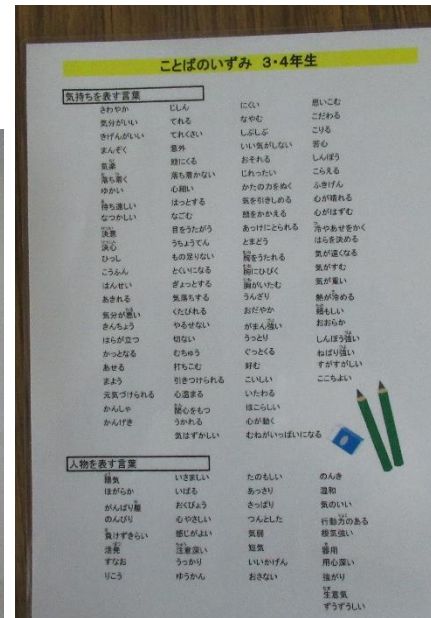 ことばのいずみ 3・4年生
気持ちを表す言葉
さわやか
気分がいい
きげんがいい
まんぞく
気楽
落ち着く
ゆかい
待ち遠しい
なつかしい
決意
決心
ひっし
こうふん
はんせい
あきれる
気分が悪い
きんちょう
はらが立つ
かっとなる
あせる
まよう
元気づけられる
かんしゃ
かんげき
じしん
てれる
てれくさい
意外
頭にくる
落ち着かない
心細い
はっとする
なごむ
目をうたがう
うちょうてん
もの足りない
とくいになる
ぎょっとする
気落ちする
くたびれる
やるせない
切ない
むちゅう
打ちこむ
引きつけられる
心温まる
関心をもつ
うかれる
気はずかしい
にくい
なやむ
しぶしぶ
いい気がしない
おそれる
じれったい
かたの力をぬく
気を引きしめる
頭をかかえる
あっけにとられる
とまどう
胸をうたれる
胸にひびく
胸がいたむ
うんざり
おだやか
がまん強い
うっとり
ぐっとくる
好む
こいしい
いたわる
ほこらしい
心が動く
むねがいっぱいになる
思いこむ
こだわる
こりる
苦心
しんぼう
こらえる
ふきげん
心が晴れる
心がはずむ
冷やあせをかく
はらを決める
気が遠くなる
気がすむ
気が重い
熱が冷める
頼もしい
おおらか
しんぼう強い
ねばり強い
すがすがしい
ここちよい
人物を表す言葉
陽気
ほがらか
がんばり屋
のんびり
負けずぎらい
活発
すなお
りこう
いさましい
いばる
おくびょう
心やさしい
感じがよい
注意深い
うっかり
ゆうかん
たのもしい
あっさり
さっぱり
つんとした
気弱
短気
いいかげん
おさない
のんき
温和
気のいい
行動力のある
根気強い
器用
用心深い
強がり
生意気
ずうずうしい